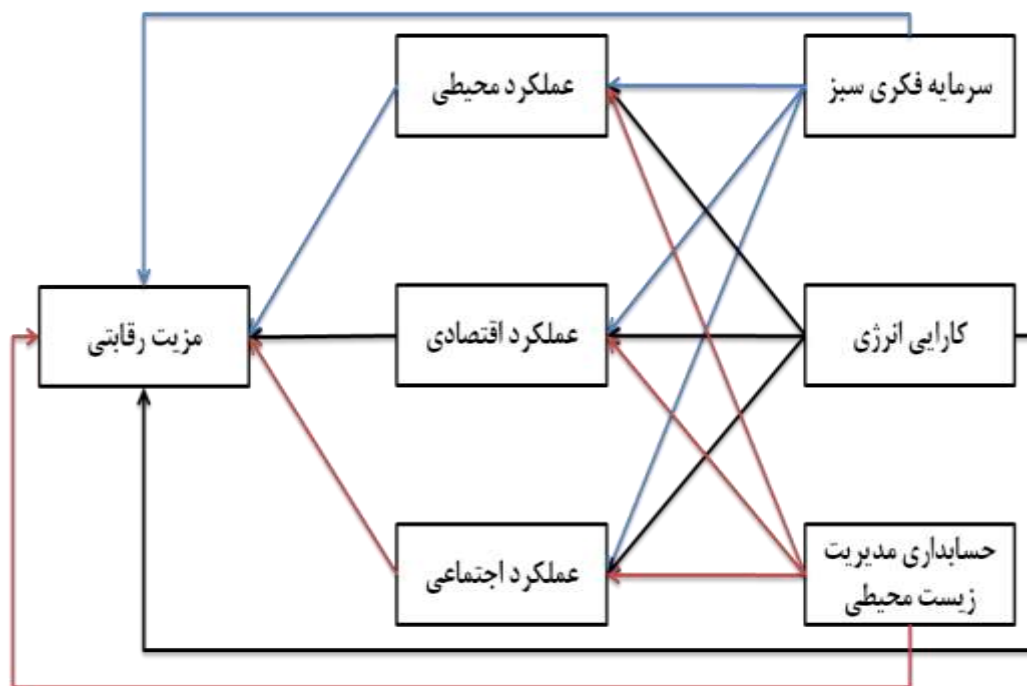 سرمایه فکری سبز
عملکرد محیطی
کارایی انرژی
عملکرد اقتصادی
مزیت رقابتی
حسابداری مدیریت
زیست محیطی
عملکرد اجتماعی